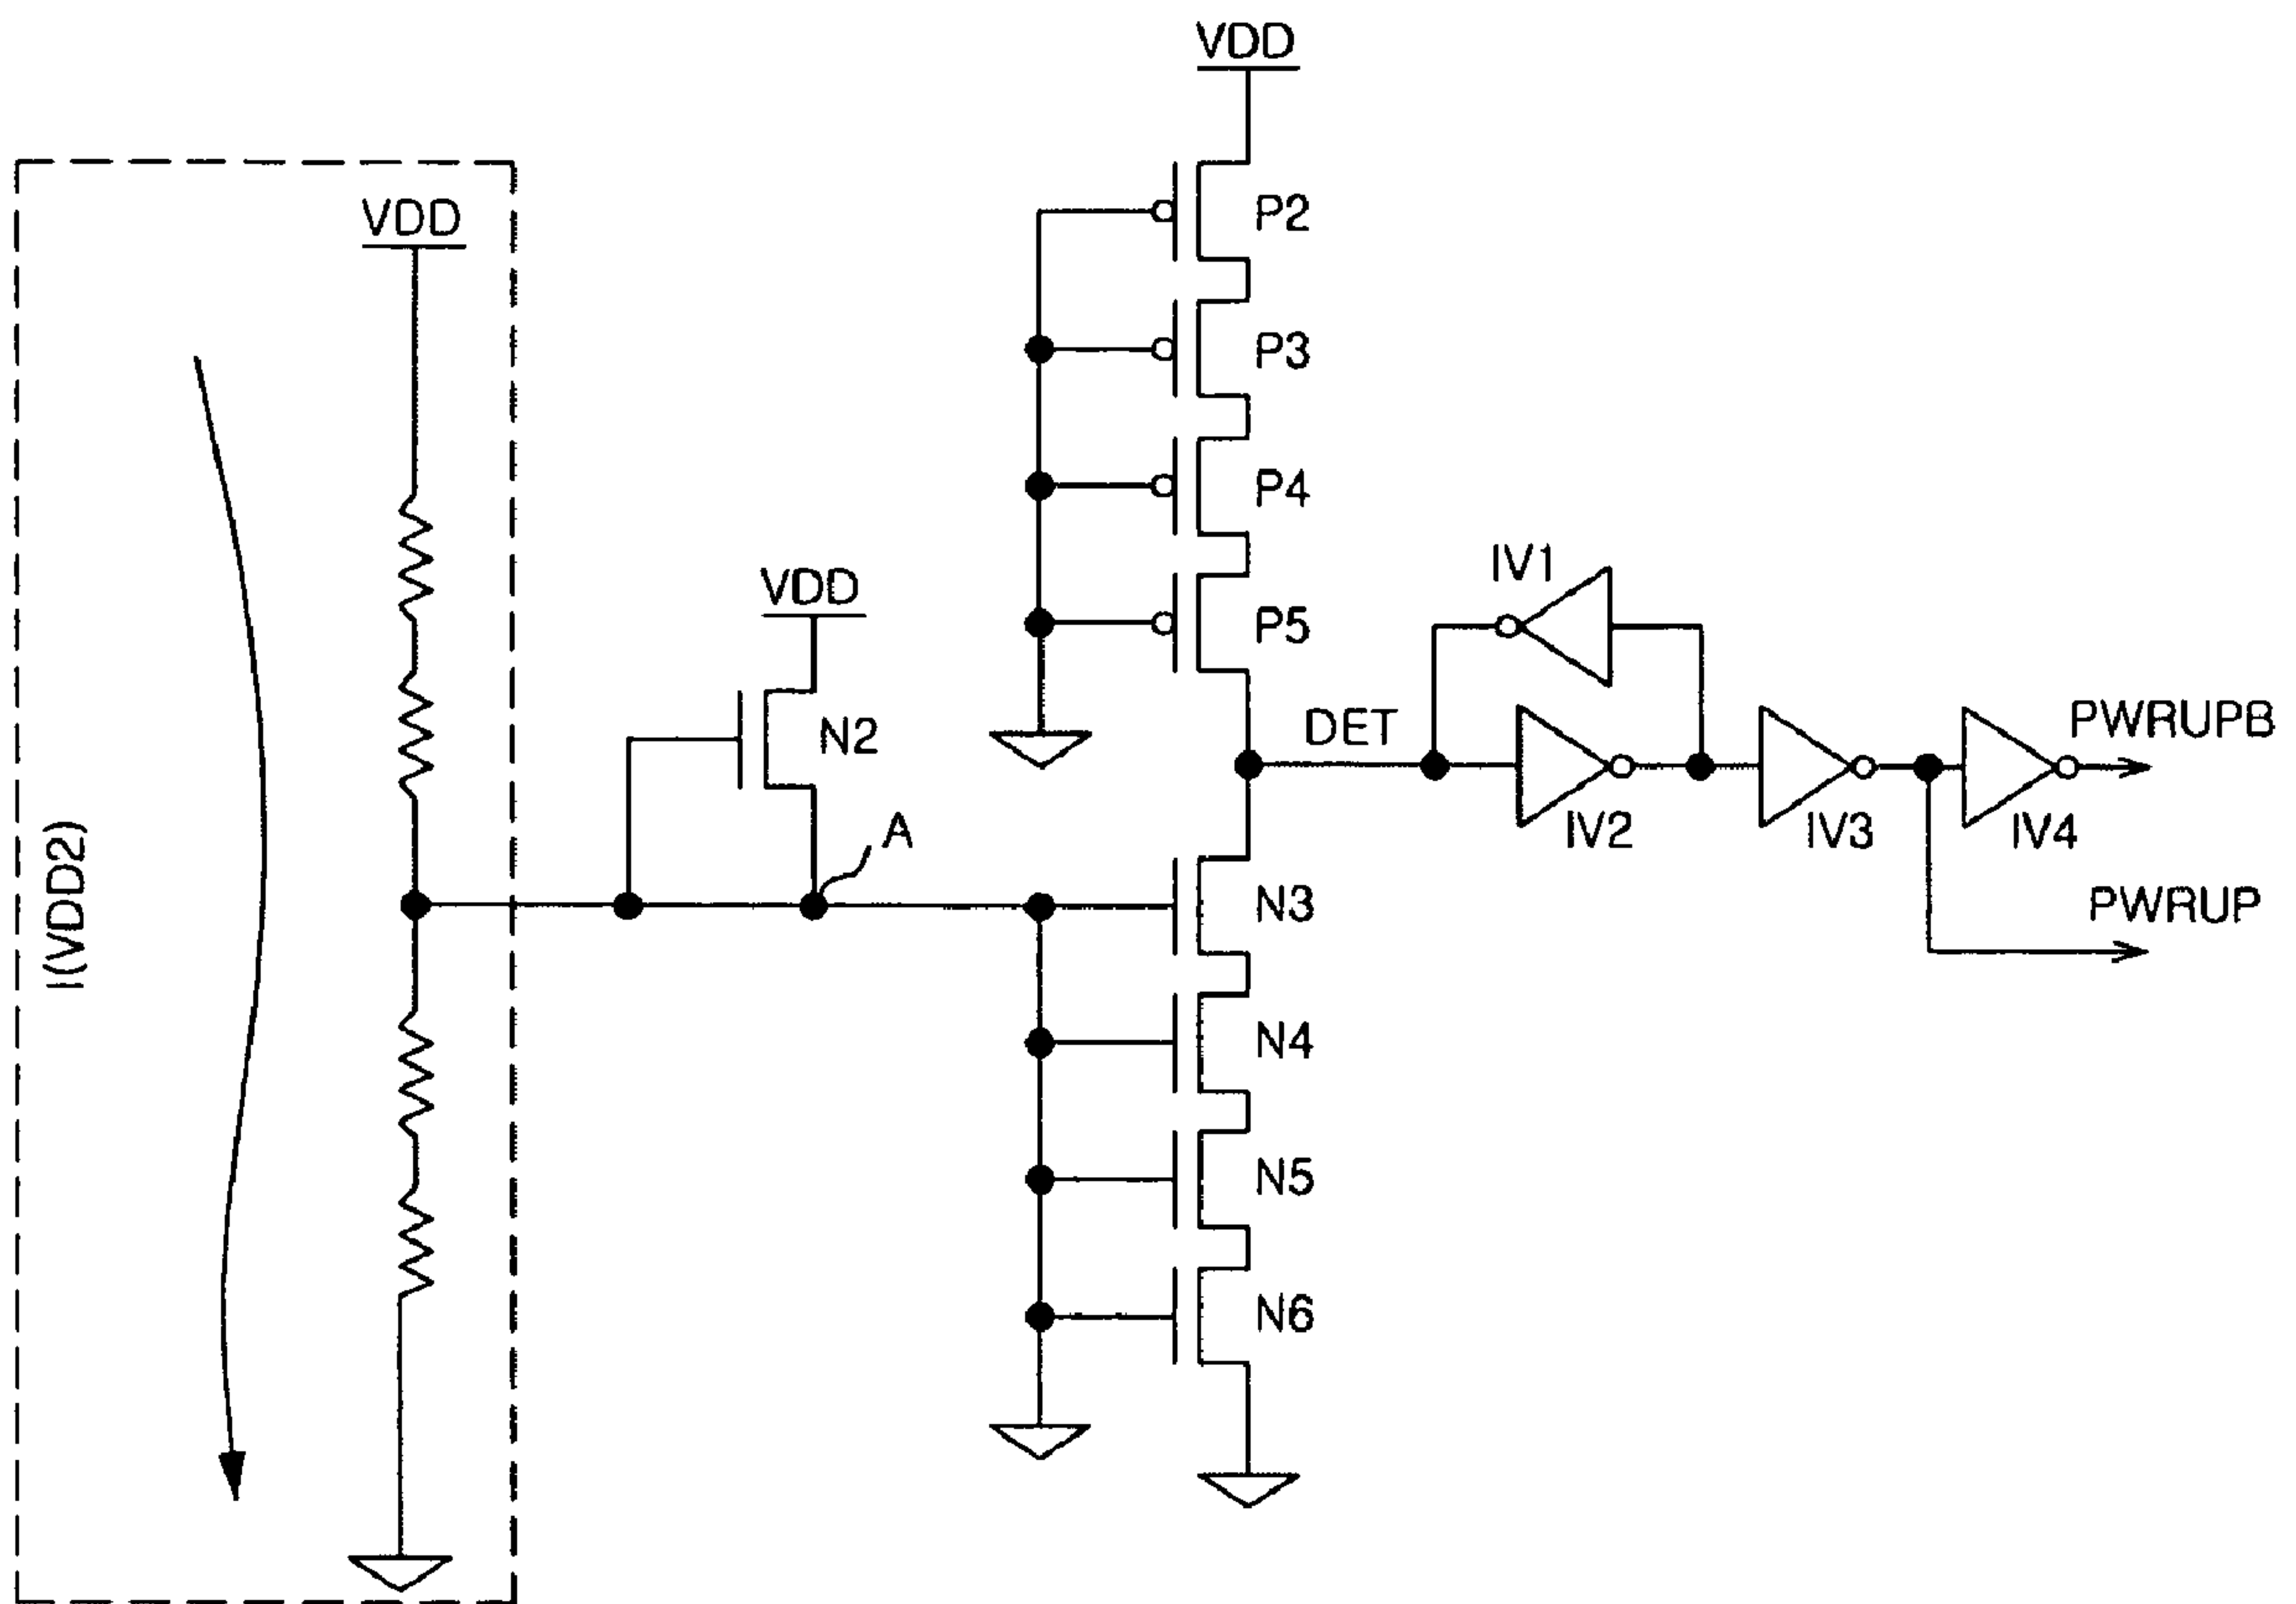 VDD
P2
VDD
P3
P4
IV1
VDD
P5
PWRUPB
DET
N2
I(VDD2)
A
IV2
IV3
IV4
N3
PWRUP
N4
N5
N6